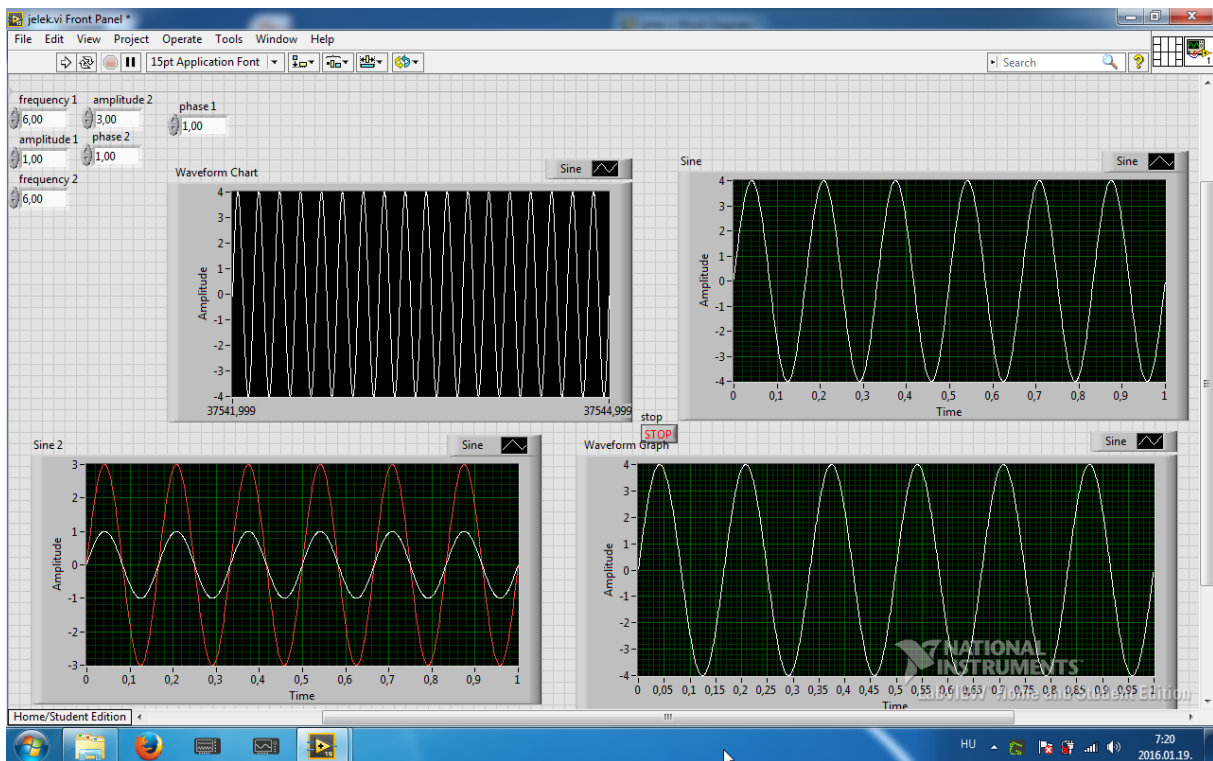 jelek.vi Front Panel *
File Edit View Project Operate Tools Window Help
15pt Application Font
Search
frequency 1 amplitude 2
phase 1
6,00 3,00
1,00
amplitude 1 phase 2
1,00 1,00
frequency 2
6,00
Waveform Chart
Sine
4
3
2
1
0
-1
-2
-3
-4
Amplitude
37541,999 37544,999
Sine
Sine
4
3
2
1
0
-1
-2
-3
-4
Amplitude
0 0,1 0,2 0,3 0,4 0,5 0,6 0,7 0,8 0,9 1
Time
stop
STOP
Sine 2
Sine
3
2
1
0
-1
-2
-3
Amplitude
0 0,1 0,2 0,3 0,4 0,5 0,6 0,7 0,8 0,9 1
Time
Waveform Graph
Sine
4
3
2
1
0
-1
-2
-3
-4
Amplitude
0 0,05 0,1 0,15 0,2 0,25 0,3 0,35 0,4 0,45 0,5 0,55 0,6 0,65 0,7 0,75 0,8 0,85 0,9 0,95 1
Time
NATIONAL
INSTRUMENTS
LabVIEW Home and Student Edition
Home/Student Edition
HU
7:20
2016.01.19.